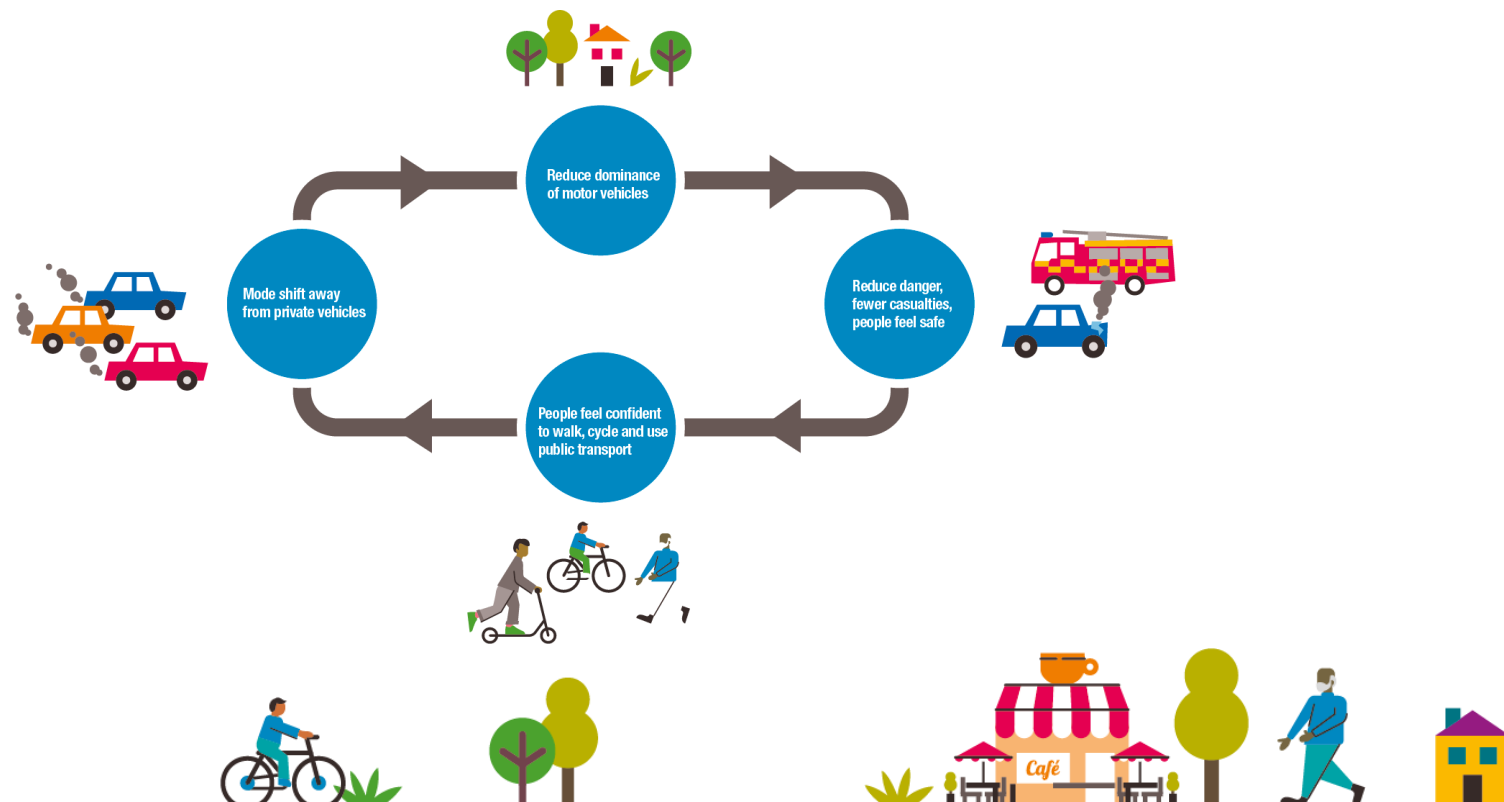 Reduce dominance
of motor vehicles
Mode shift away
from private vehicles
Reduce danger,
fewer casualties,
people feel safe
People feel confident
to walk, cycle and use
public transport
Café